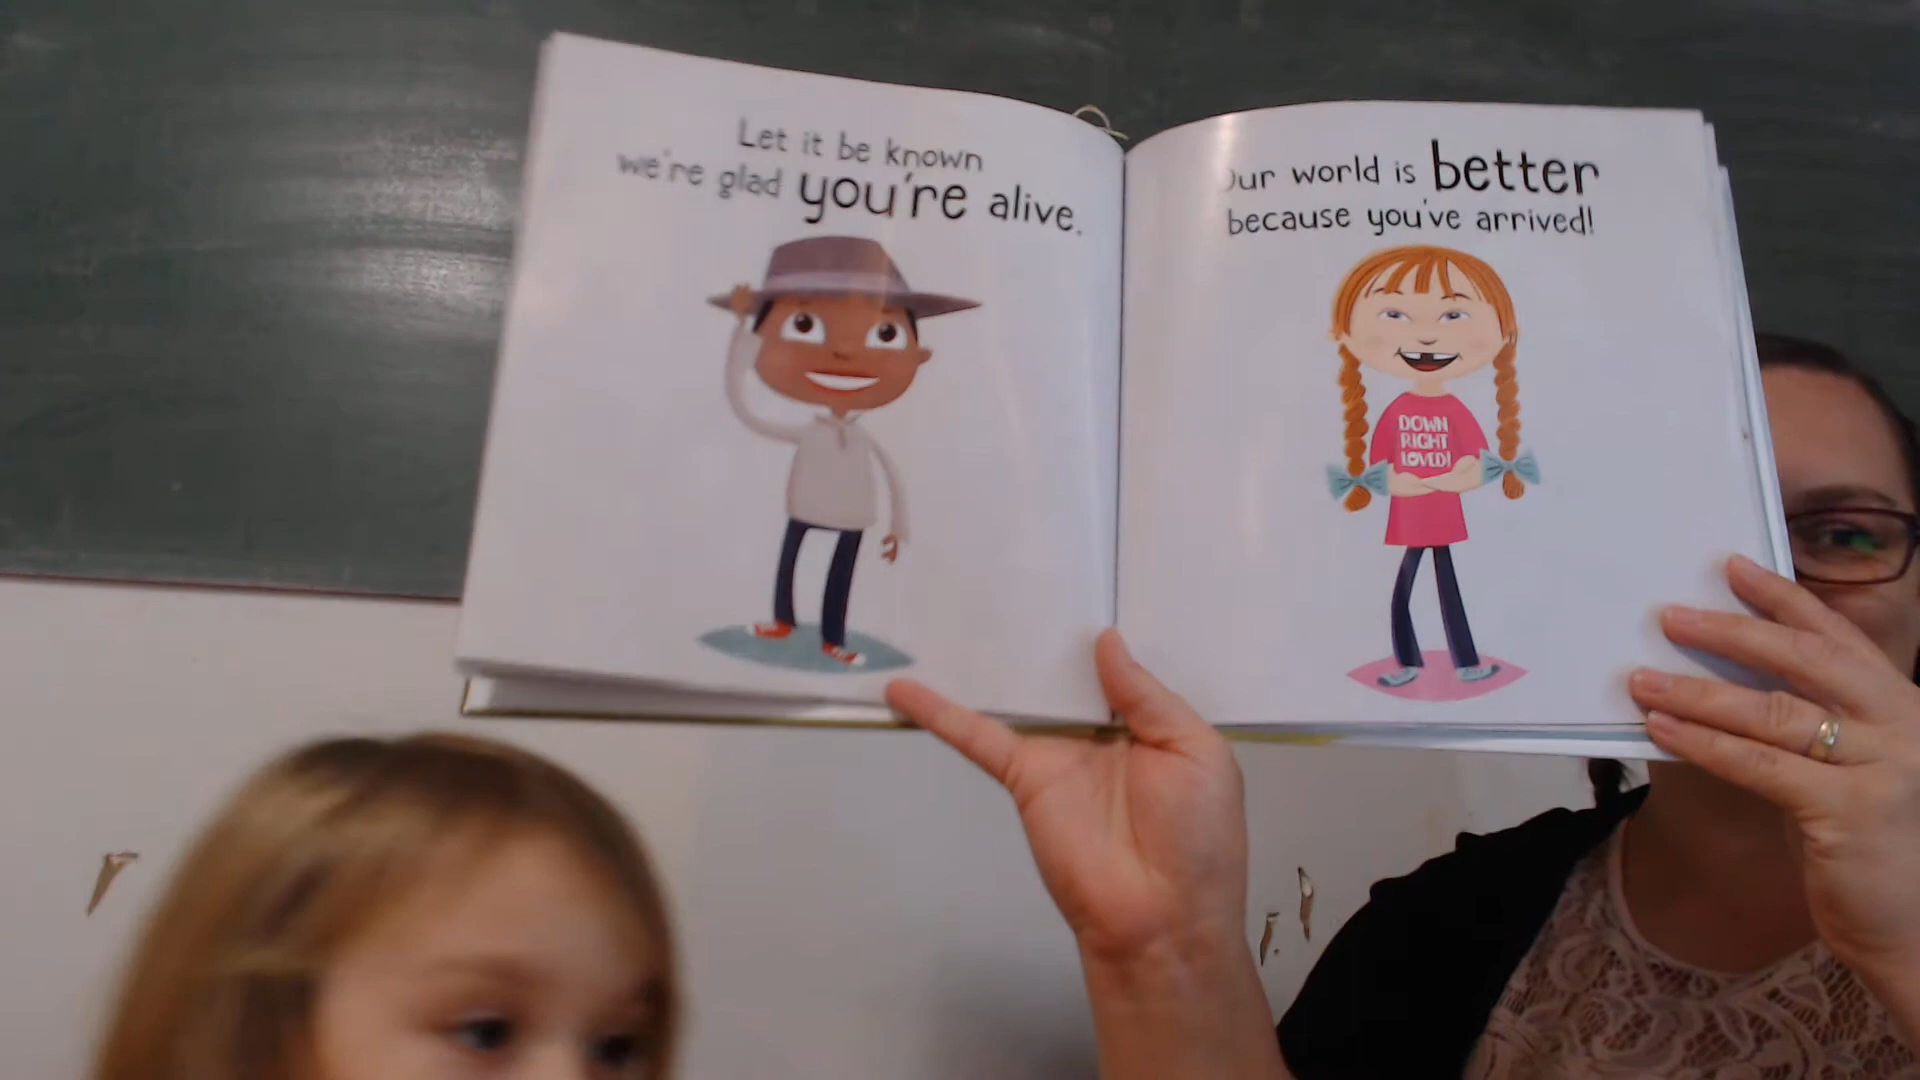 Let it be known
we're glad you're alive.
Our world is better
because you've arrived!
DOWN
RIGHT
LOVED!